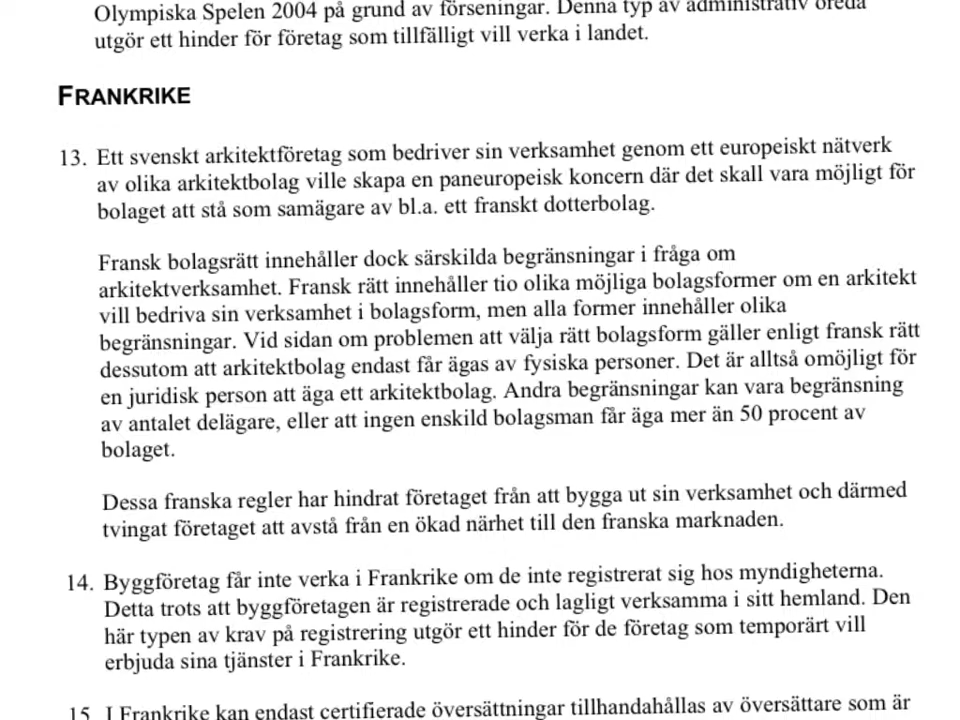 Olympiska Spelen 2004 på grund av förseningar. Denna typ av administrativ oreda
utgör ett hinder för företag som tillfälligt vill verka i landet.
FRANKRIKE
13. Ett svenskt arkitektföretag som bedriver sin verksamhet genom ett europeiskt nätverk
av olika arkitektbolag ville skapa en paneuropeisk koncern där det skall vara möjligt för
bolaget att stå som samägare av bl.a. ett franskt dotterbolag.
Fransk bolagsrätt innehåller dock särskilda begränsningar i fråga om
arkitektverksamhet. Fransk rätt innehåller tio olika möjliga bolagsformer om en arkitekt
vill bedriva sin verksamhet i bolagsform, men alla former innehåller olika
begränsningar. Vid sidan om problemen att välja rätt bolagsform gäller enligt fransk rätt
dessutom att arkitektbolag endast får ägas av fysiska personer. Det är alltså omöjligt för
en juridisk person att äga ett arkitektbolag. Andra begränsningar kan vara begränsning
av antalet delägare, eller att ingen enskild bolagsman får äga mer än 50 procent av
bolaget.
Dessa franska regler har hindrat företaget från att bygga ut sin verksamhet och därmed
tvingat företaget att avstå från en ökad närhet till den franska marknaden.
14. Byggföretag får inte verka i Frankrike om de inte registrerat sig hos myndigheterna.
Detta trots att byggföretagen är registrerade och lagligt verksamma i sitt hemland. Den
här typen av krav på registrering utgör ett hinder för de företag som temporärt vill
erbjuda sina tjänster i Frankrike.
15. I Frankrike kan endast certifierade översättningar tillhandahållas av översättare som är